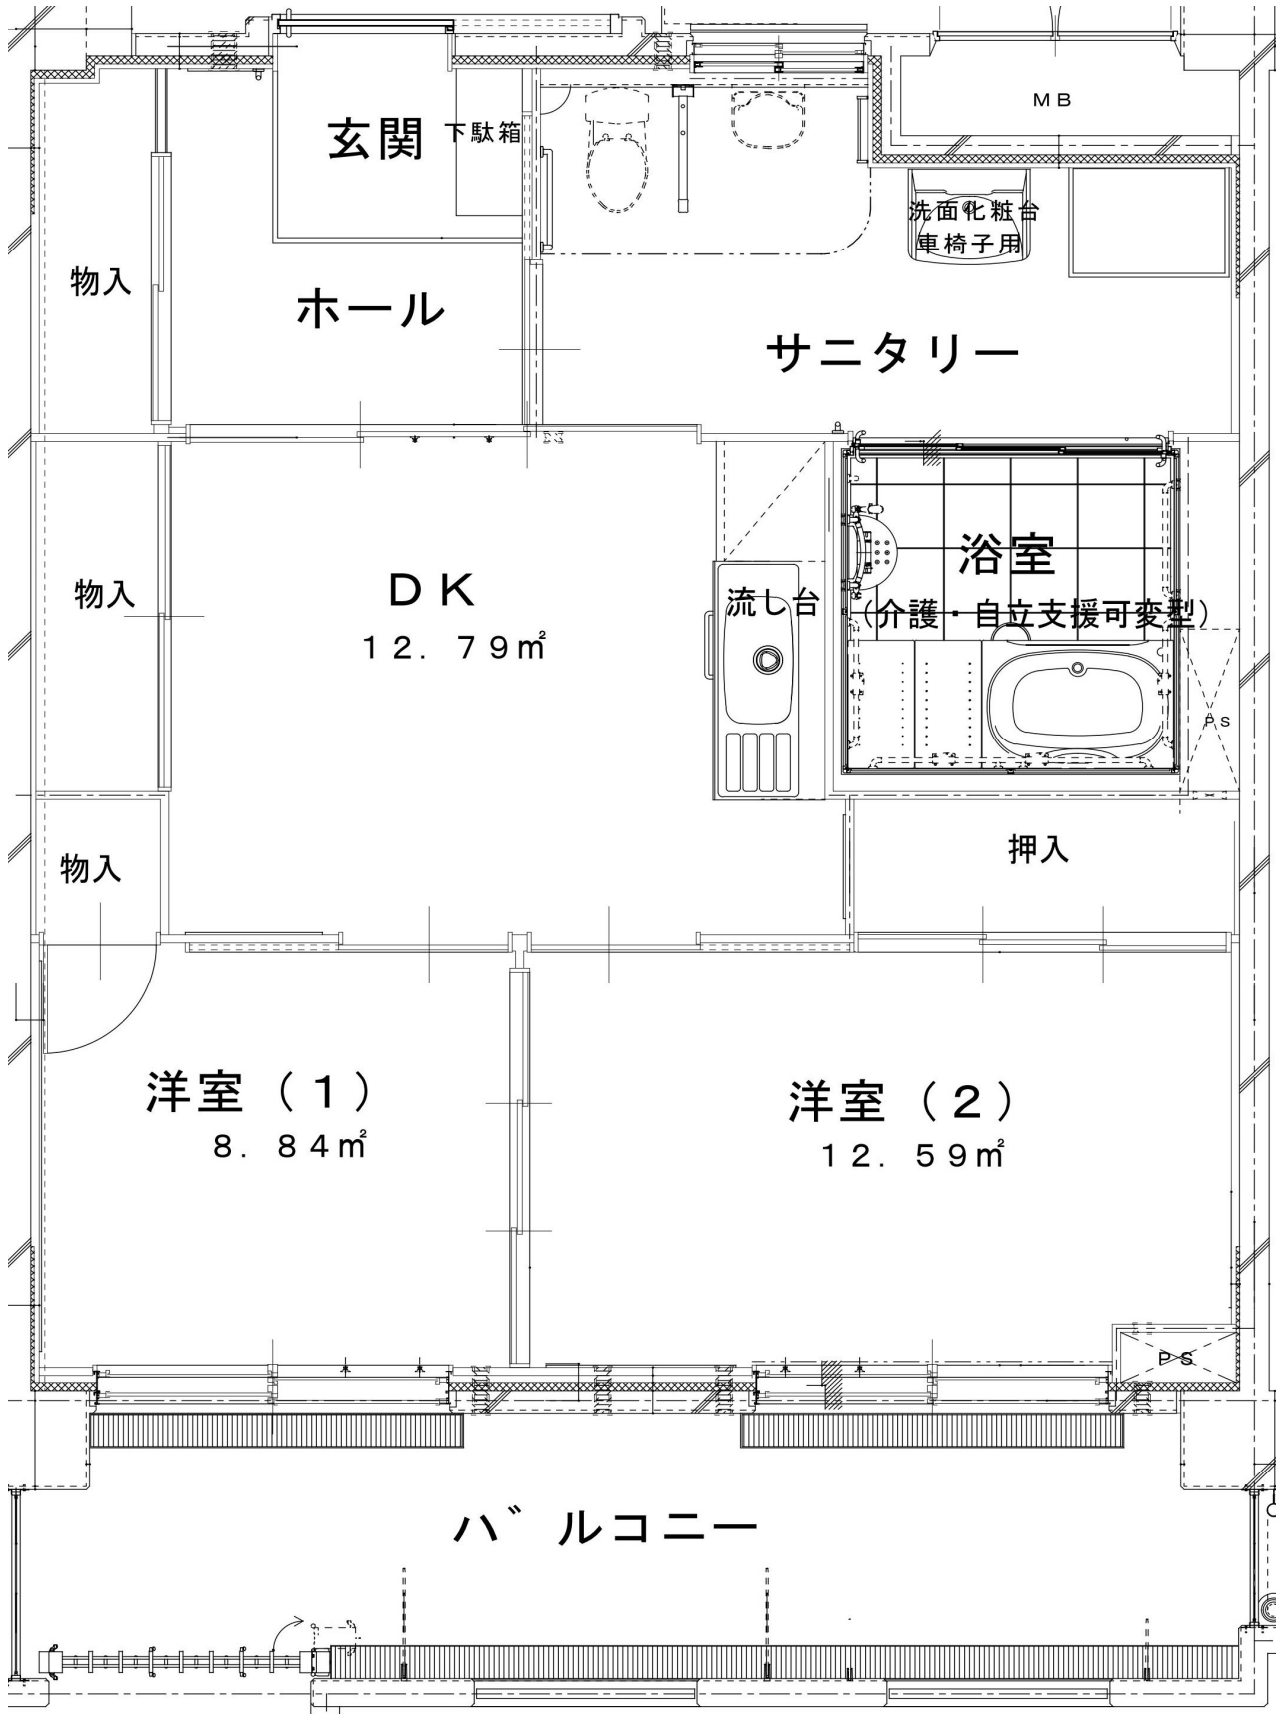 ＭＢ
玄関
下駄箱
洗面化粧台
車椅子用
物入
ホール
サニタリー
浴室
（介護・自立支援可変型）
物入
ＤＫ
１２．７９㎡
流し台
ＰＳ
押入
物入
洋室（１）
８．８４㎡
洋室（２）
１２．５９㎡
ＰＳ
バルコニー